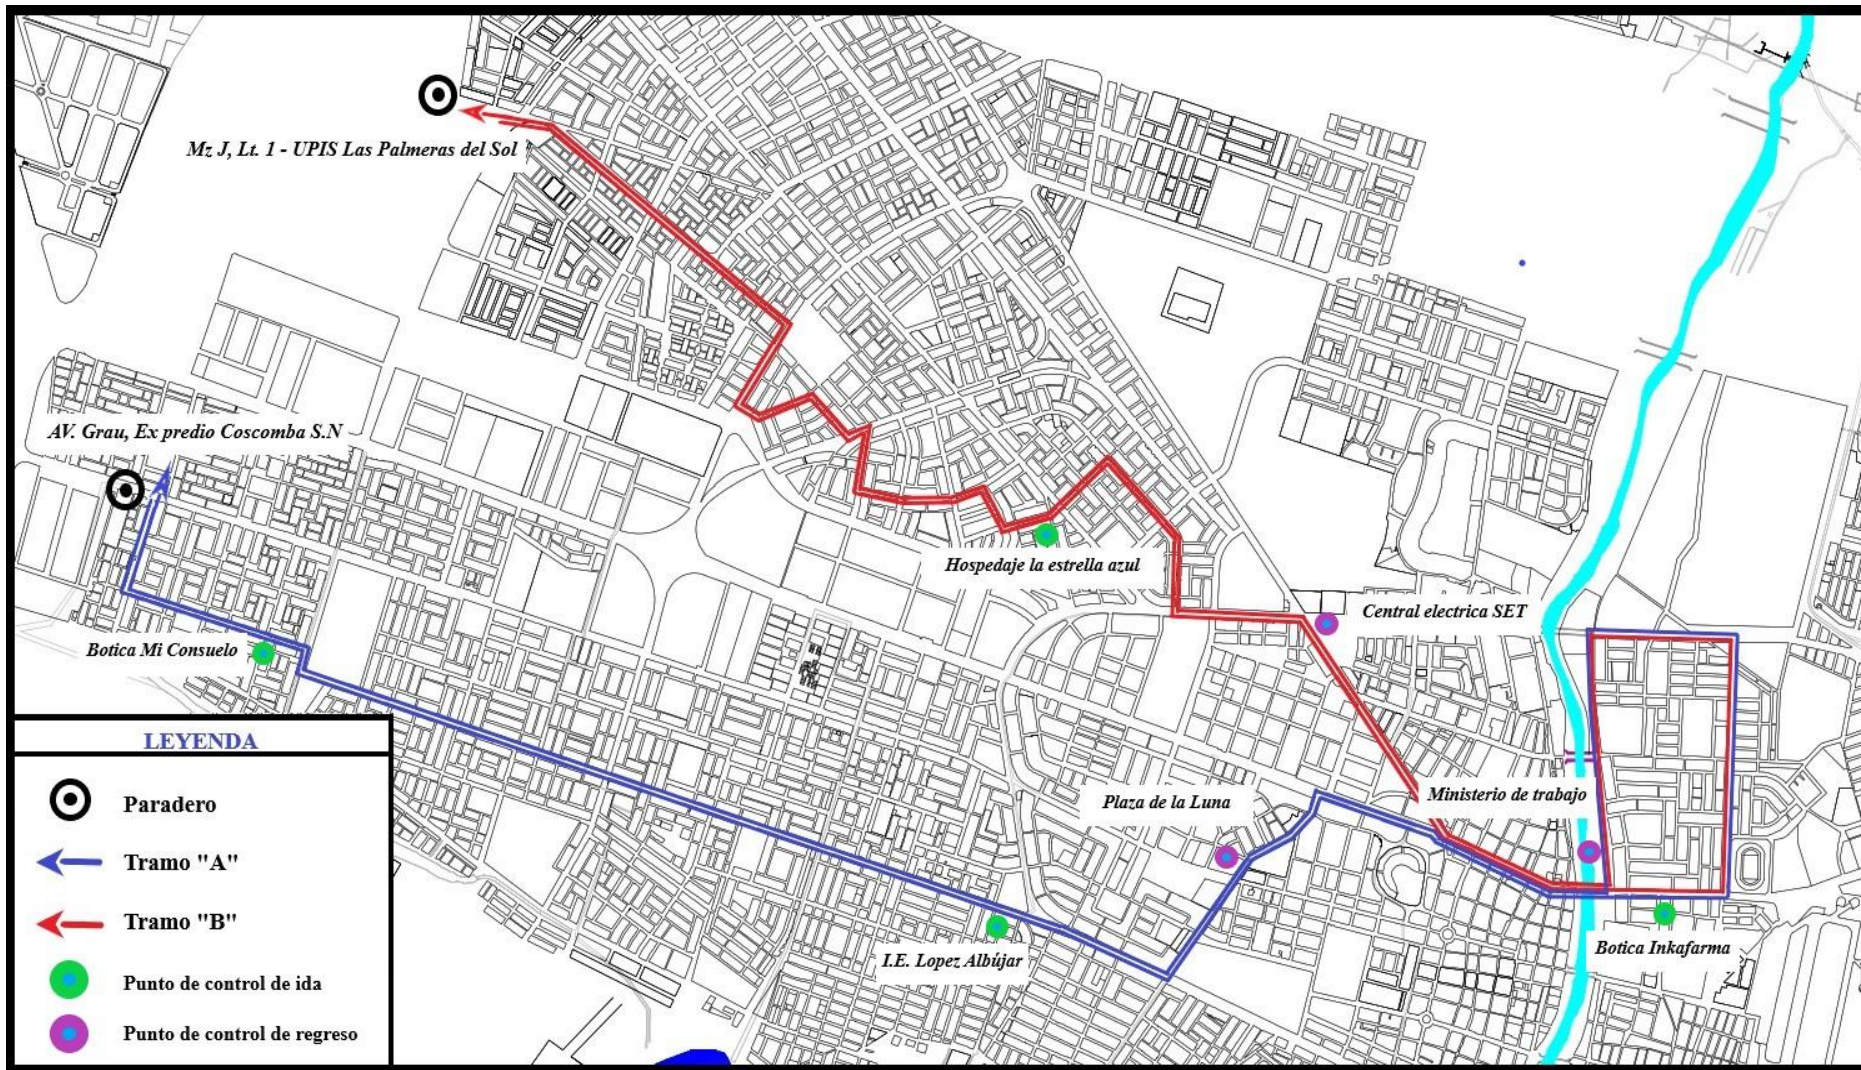 Mz J, Lt. 1 - UPIS Las Palmeras del Sol
AV. Grau, Ex predio Coscomba S.N
Hospedaje la estrella azul
Central electrica SET
Botica Mi Consuelo
Plaza de la Luna
Ministerio de trabajo
I.E. Lopez Albújar
Botica Inkafarma
LEYENDA
Paradero
Tramo "A"
Tramo "B"
Punto de control de ida
Punto de control de regreso